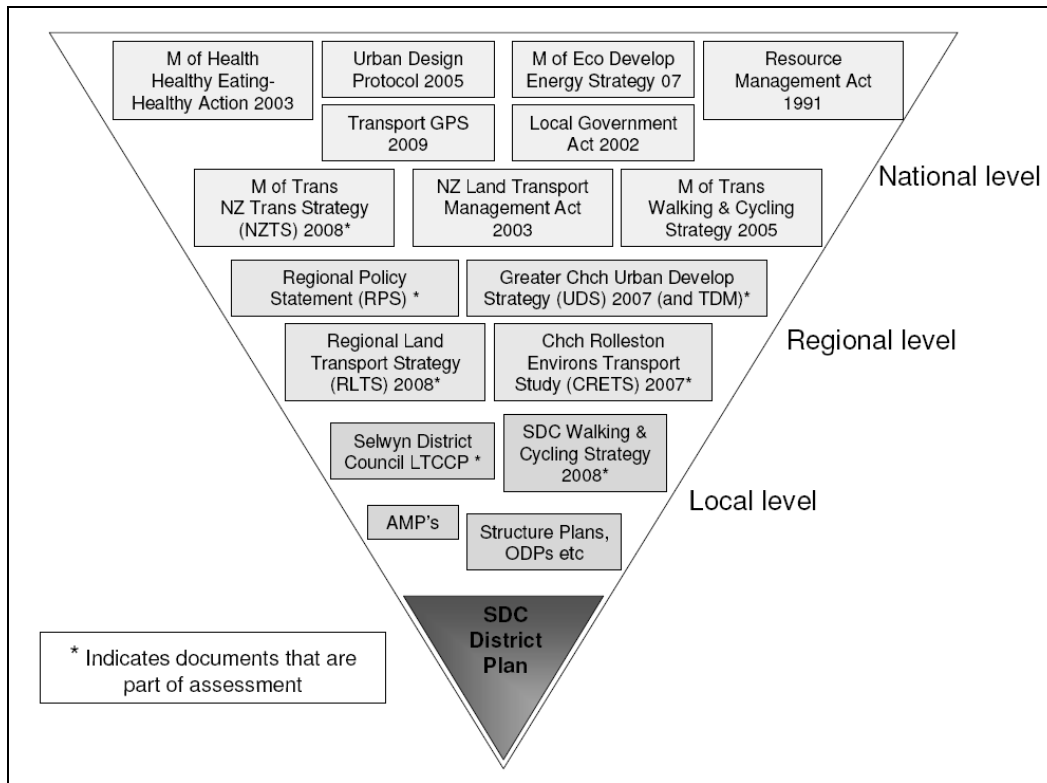 M of Health
Healthy Eating-
Healthy Action 2003
Urban Design
Protocol 2005
M of Eco Develop
Energy Strategy 07
Resource
Management Act
1991
Transport GPS
2009
Local Government
Act 2002
National level
M of Trans
NZ Trans Strategy
(NZTS) 2008*
NZ Land Transport
Management Act
2003
M of Trans
Walking & Cycling
Strategy 2005
Regional Policy
Statement (RPS) *
Greater Chch Urban Develop
Strategy (UDS) 2007 (and TDM)*
Regional level
Regional Land
Transport Strategy
(RLTS) 2008*
Chch Rolleston
Environs Transport
Study (CRETS) 2007*
Selwyn District
Council LTCCP *
SDC Walking &
Cycling Strategy
2008*
Local level
AMP's
Structure Plans,
ODPs etc
SDC
District
Plan
* Indicates documents that are
part of assessment